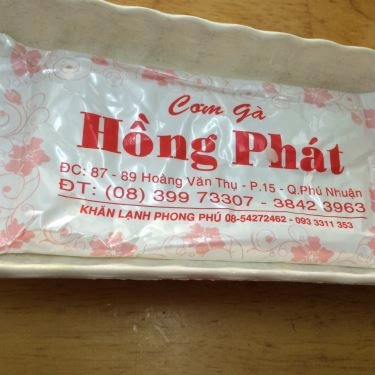 Cơm gà
Hồng Phát
ĐC: 87 - 89 Hoàng Văn Thụ - P.15 - Q.Phú Nhuận
ĐT: (08) 399 73307 - 3842 3963
KHĂN LẠNH PHONG PHÚ 08-54272462 - 093 3311 353